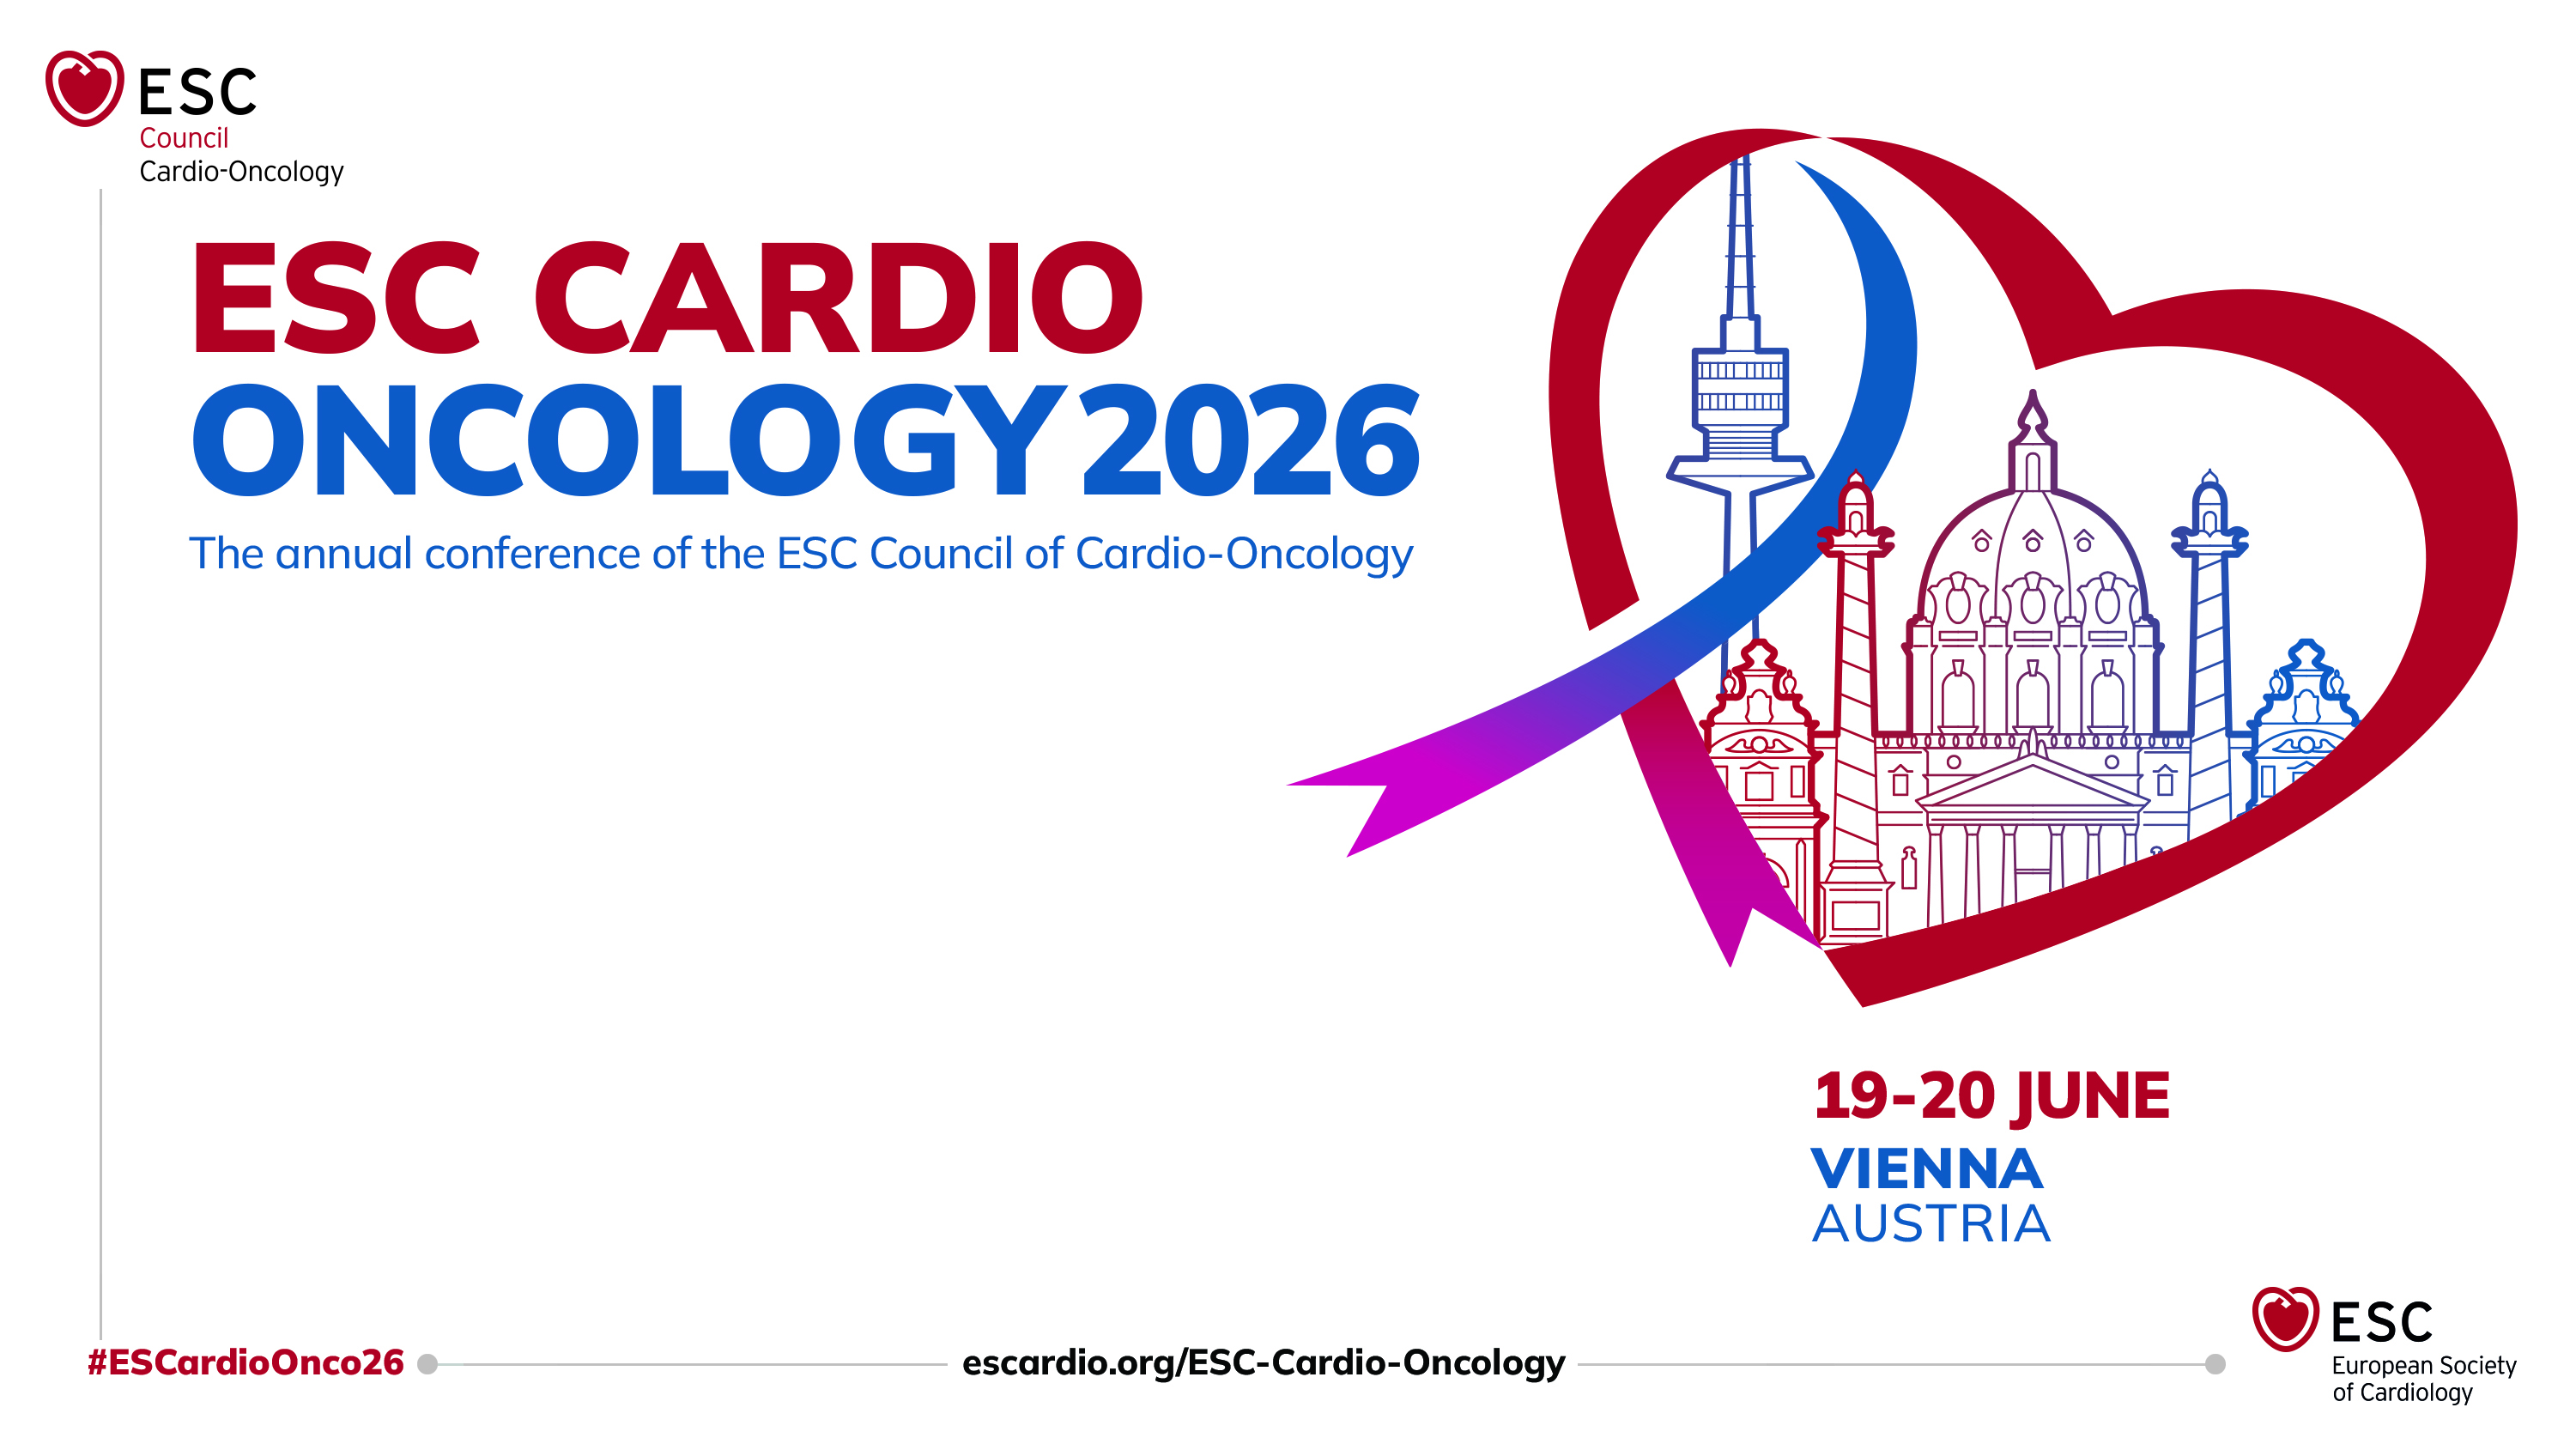 ESC
Council
Cardio-Oncology
ESC CARDIO
ONCOLOGY 2026
The annual conference of the ESC Council of Cardio-Oncology
19-20 JUNE
VIENNA
AUSTRIA
#ESCardioOnco26
escardio.org/ESC-Cardio-Oncology
ESC
European Society
of Cardiology